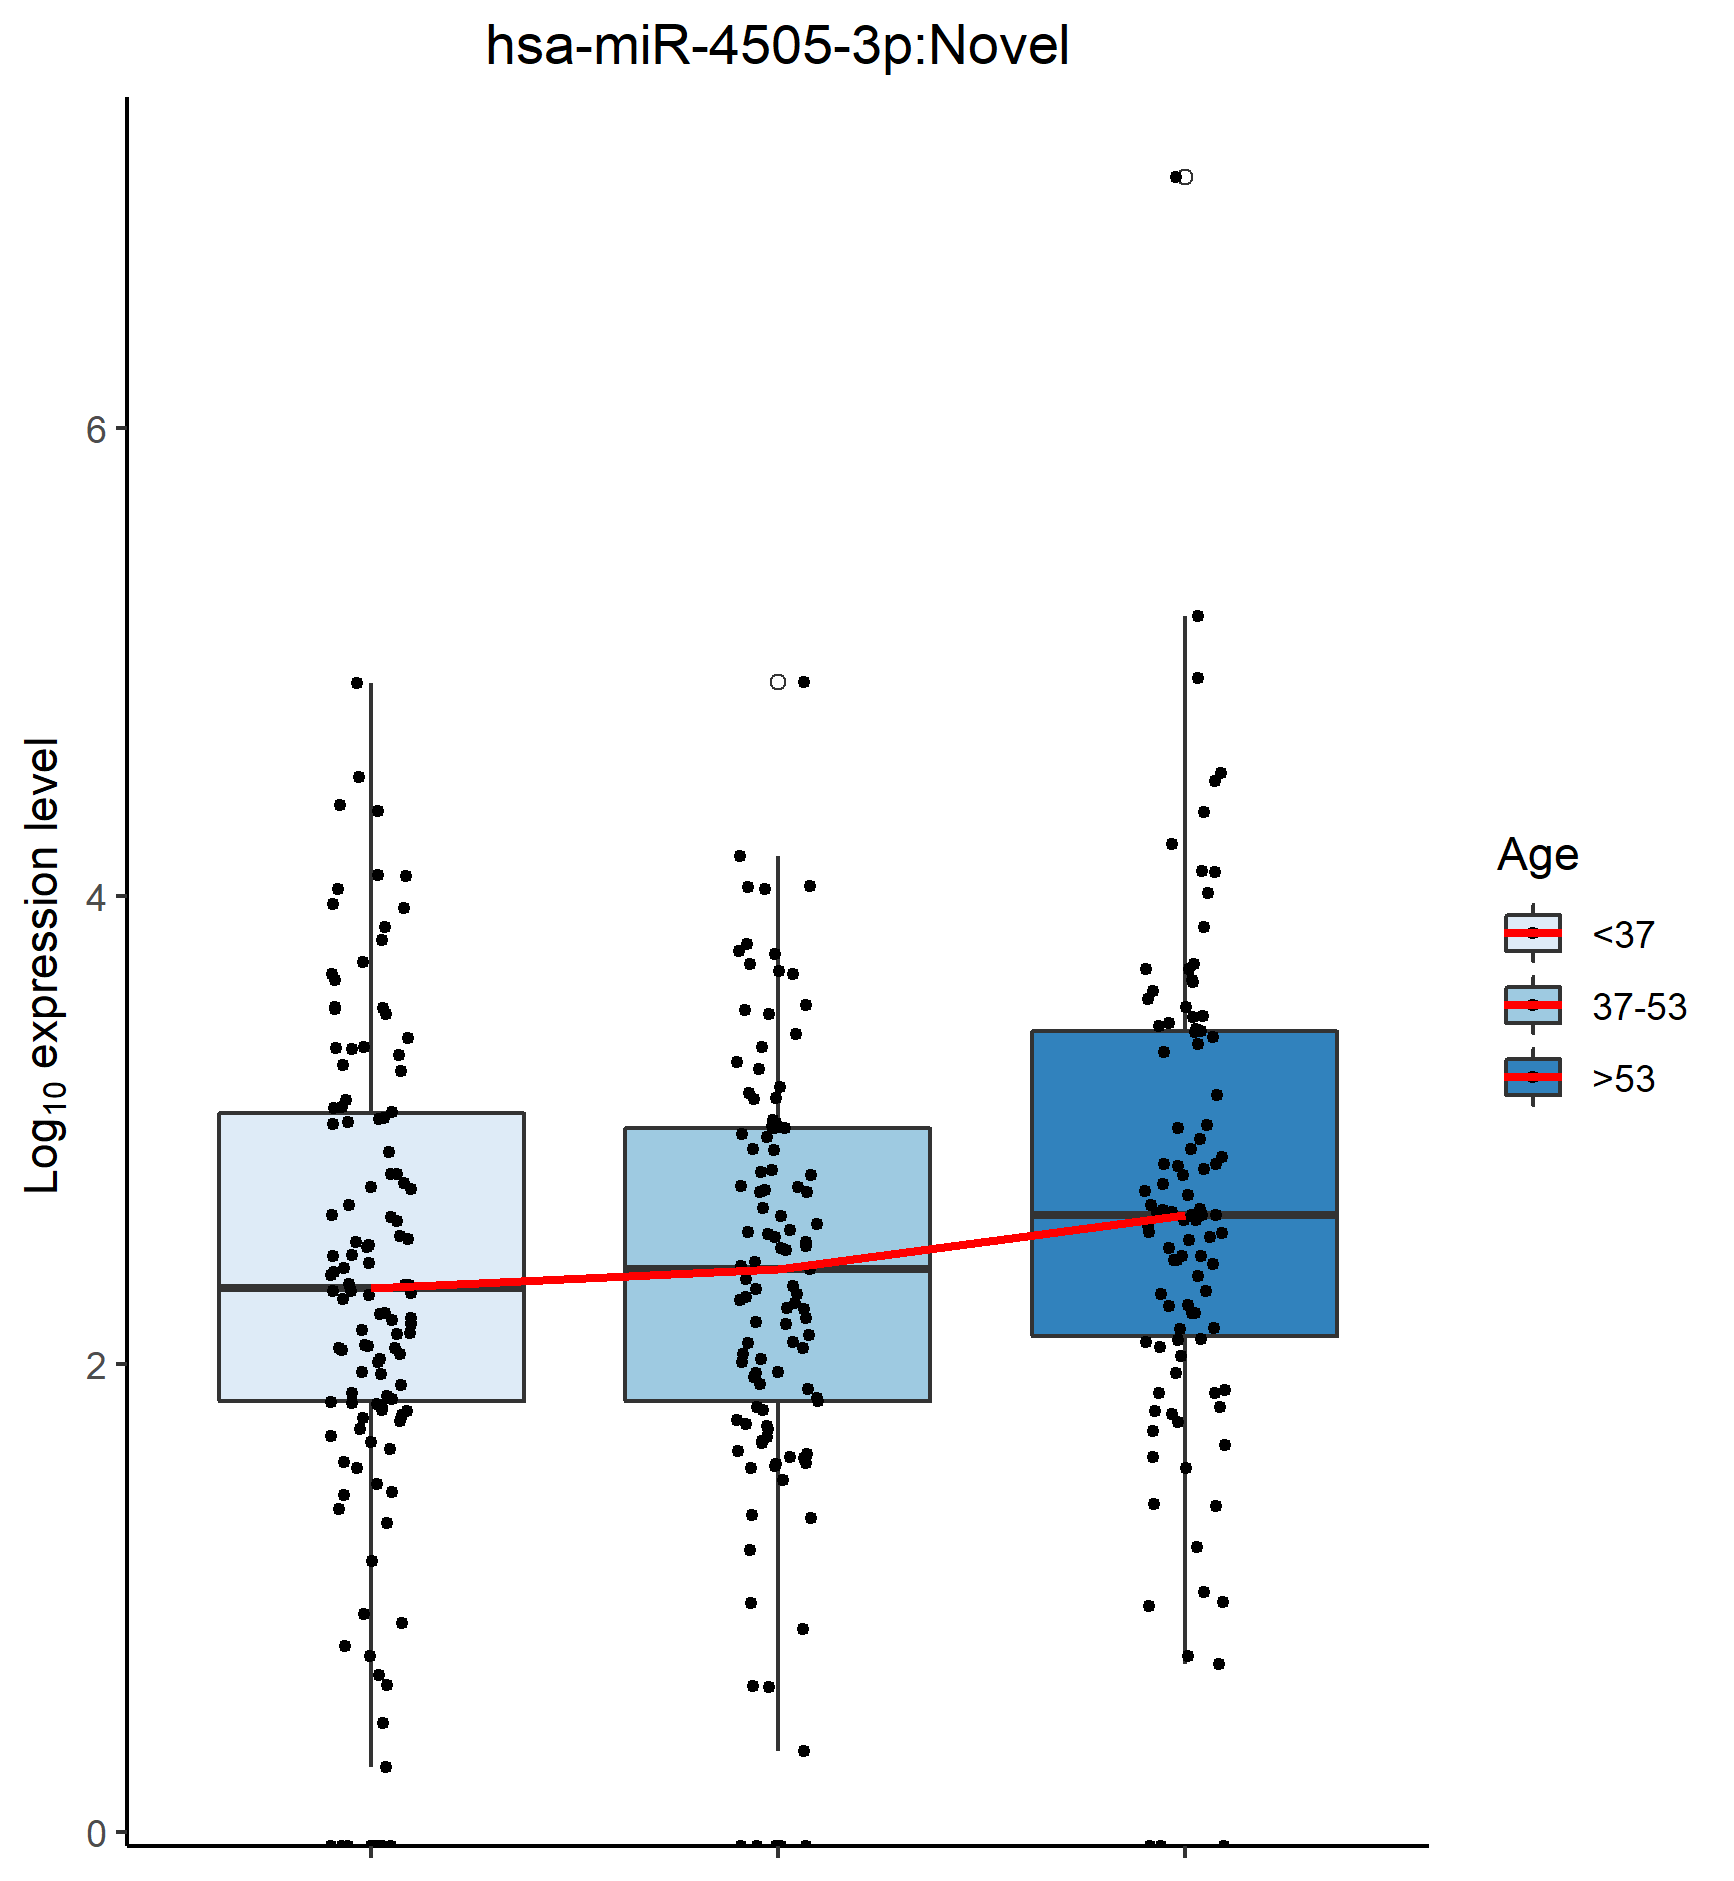 hsa-miR-4505-3p:Novel
Log10 expression level
6
4
2
0
Age
<37
37-53
>53